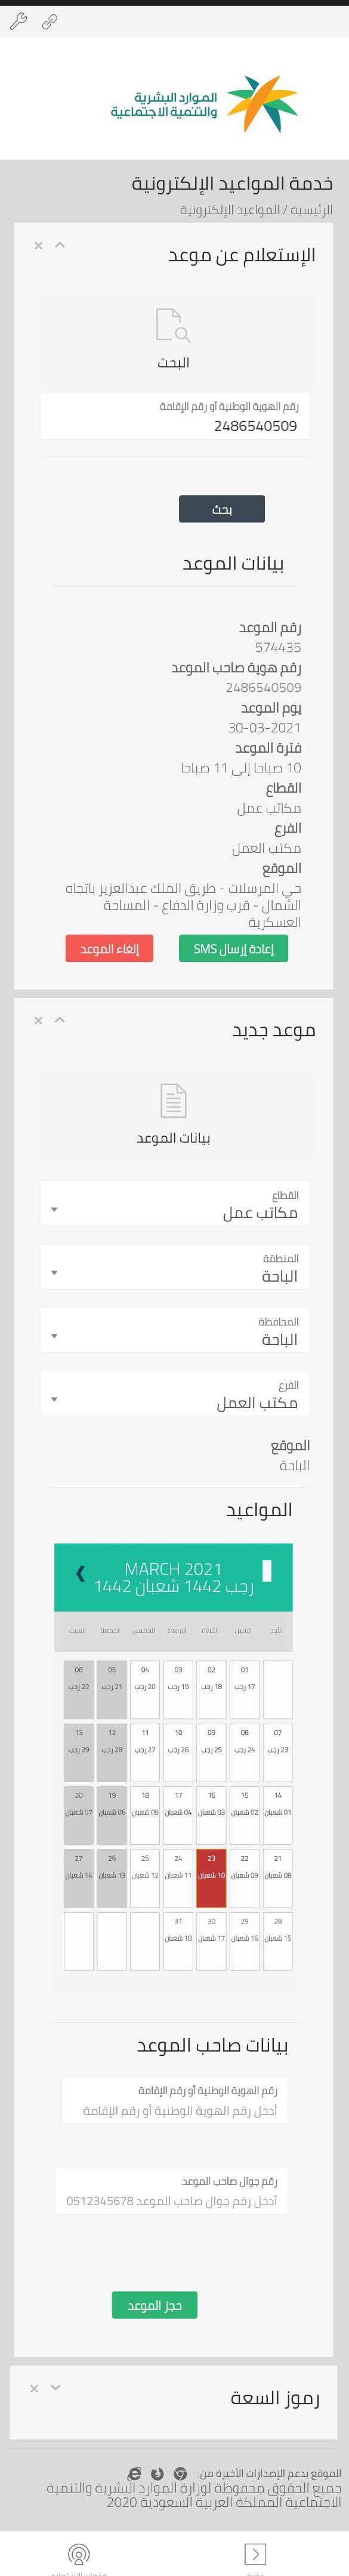 الموارد البشرية
والتنمية الاجتماعية
خدمة المواعيد الإلكترونية
الرئيسية / المواعيد الإلكترونية
الإستعلام عن موعد
البحث
رقم الهوية الوطنية أو رقم الإقامة
2486540509
بحث
بيانات الموعد
رقم الموعد
574435
رقم هوية صاحب الموعد
2486540509
يوم الموعد
30-03-2021
فترة الموعد
10 صباحا إلى 11 صباحا
القطاع
مكاتب عمل
الفرع
مكتب العمل
الموقع
حي المرسلات - طريق الملك عبدالعزيز باتجاه
الشمال - قرب وزارة الدفاع - المساحة
العسكرية
إعادة إرسال SMS
إلغاء الموعد
موعد جديد
بيانات الموعد
القطاع
مكاتب عمل
المنطقة
الباحة
المحافظة
الباحة
الفرع
مكتب العمل
الموقع
الباحة
المواعيد
MARCH 2021
رجب 1442 شعبان 1442
الأحد الاثنين الثلاثاء الاربعاء الخميس الجمعة السبت
01 02 03 04 05 06
17 رجب 18 رجب 19 رجب 20 رجب 21 رجب 22 رجب
07 08 09 10 11 12 13
23 رجب 24 رجب 25 رجب 26 رجب 27 رجب 28 رجب 29 رجب
14 15 16 17 18 19 20
01 شعبان 02 شعبان 03 شعبان 04 شعبان 05 شعبان 06 شعبان 07 شعبان
21 22 23 24 25 26 27
08 شعبان 09 شعبان 10 شعبان 11 شعبان 12 شعبان 13 شعبان 14 شعبان
28 29 30 31
15 شعبان 16 شعبان 17 شعبان 18 شعبان
بيانات صاحب الموعد
رقم الهوية الوطنية أو رقم الإقامة
أدخل رقم الهوية الوطنية أو رقم الإقامة
رقم جوال صاحب الموعد
أدخل رقم جوال صاحب الموعد 0512345678
حجز الموعد
رموز السعة
الموقع يدعم الإصدارات الأخيرة من:
جميع الحقوق محفوظة لوزارة الموارد البشرية والتنمية
الاجتماعية المملكة العربية السعودية 2020